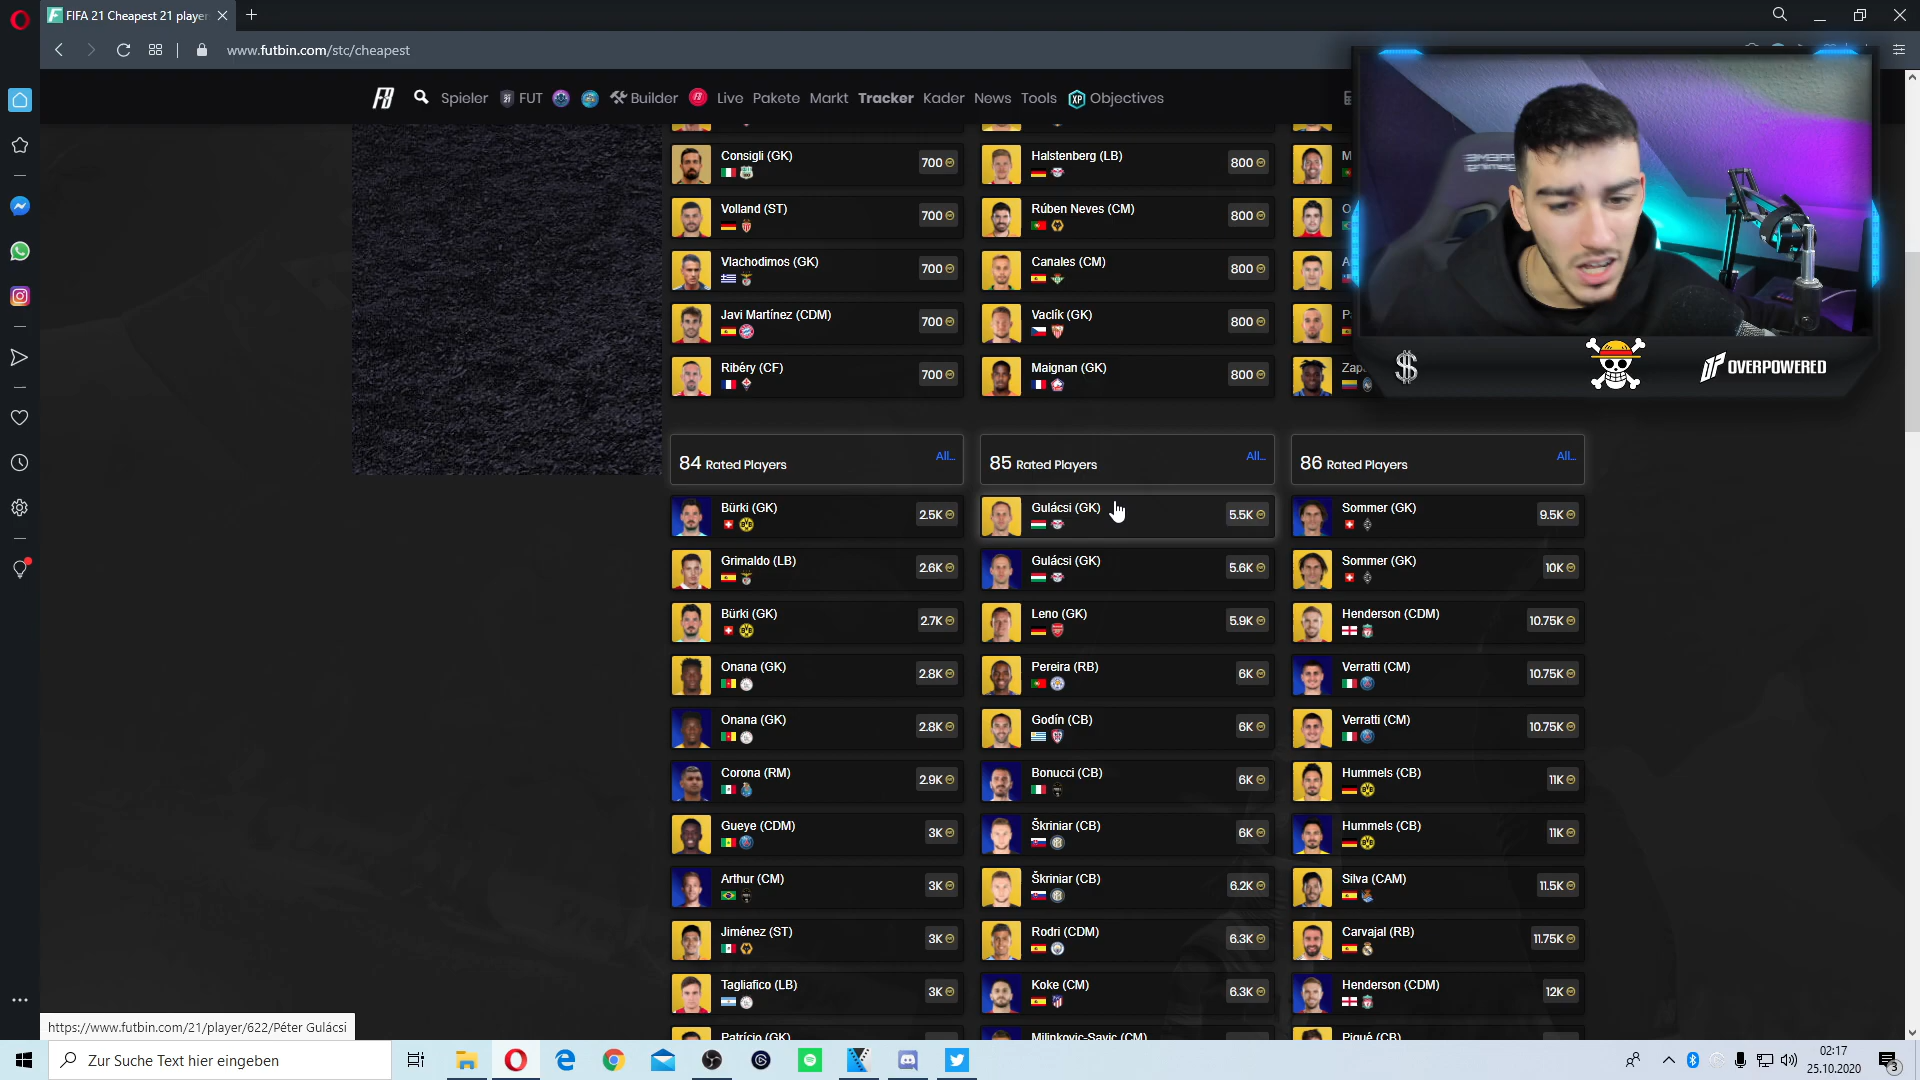 FIFA 21 Cheapest 21 player
www.futbin.com/stc/cheapest
Spieler FUT Builder Live Pakete Markt Tracker Kader News Tools XP Objectives
Consigli (GK) 700
Halstenberg (LB) 800
Volland (ST) 700
Rúben Neves (CM) 800
Vlachodimos (GK) 700
Canales (CM) 800
Javi Martínez (CDM) 700
Vaclík (GK) 800
Ribéry (CF) 700
Maignan (GK) 800
Zap
OVERPOWERED
84 Rated Players All...
85 Rated Players All...
86 Rated Players All...
Bürki (GK) 2.5K
Gulácsi (GK) 5.5K
Sommer (GK) 9.5K
Grimaldo (LB) 2.6K
Gulácsi (GK) 5.6K
Sommer (GK) 10K
Bürki (GK) 2.7K
Leno (GK) 5.9K
Henderson (CDM) 10.75K
Onana (GK) 2.8K
Pereira (RB) 6K
Verratti (CM) 10.75K
Onana (GK) 2.8K
Godín (CB) 6K
Verratti (CM) 10.75K
Corona (RM) 2.9K
Bonucci (CB) 6K
Hummels (CB) 11K
Gueye (CDM) 3K
Škriniar (CB) 6K
Hummels (CB) 11K
Arthur (CM) 3K
Škriniar (CB) 6.2K
Silva (CAM) 11.5K
Jiménez (ST) 3K
Rodri (CDM) 6.3K
Carvajal (RB) 11.75K
Tagliafico (LB) 3K
Koke (CM) 6.3K
Henderson (CDM) 12K
Patrício (GK)
Milinkovic-Savic (CM)
Piqué (CB)
https://www.futbin.com/21/player/622/Péter Gulácsi
Zur Suche Text hier eingeben
02:17
25.10.2020
3